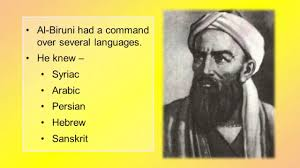 • Al-Biruni had a command
over several languages.
• He knew –
• Syriac
• Arabic
• Persian
• Hebrew
• Sanskrit